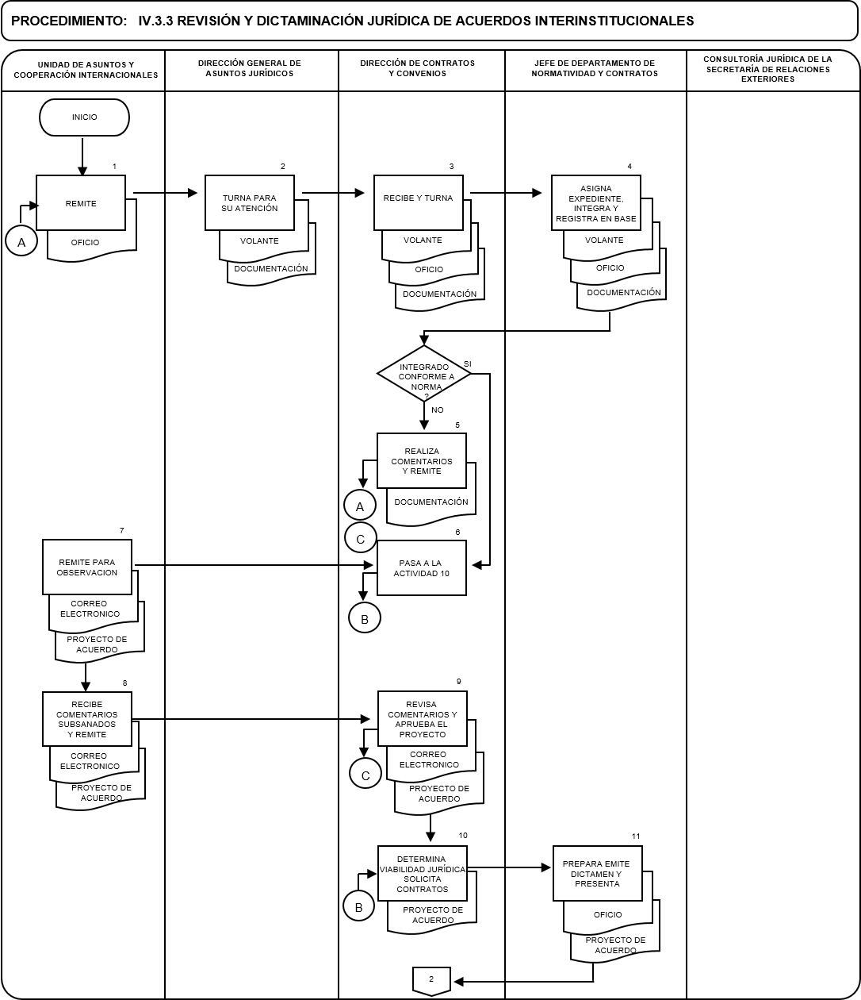 PROCEDIMIENTO: IV.3.3 REVISIÓN Y DICTAMINACIÓN JURÍDICA DE ACUERDOS INTERINSTITUCIONALES
UNIDAD DE ASUNTOS Y
COOPERACIÓN INTERNACIONALES
DIRECCIÓN GENERAL DE
ASUNTOS JURÍDICOS
DIRECCIÓN DE CONTRATOS
Y CONVENIOS
JEFE DE DEPARTAMENTO DE
NORMATIVIDAD Y CONTRATOS
CONSULTORÍA JURÍDICA DE LA
SECRETARÍA DE RELACIONES
EXTERIORES
INICIO
1
REMITE
OFICIO
A
2
TURNA PARA
SU ATENCIÓN
VOLANTE
DOCUMENTACIÓN
3
RECIBE Y TURNA
VOLANTE
OFICIO
DOCUMENTACIÓN
4
ASIGNA
EXPEDIENTE,
INTEGRA Y
REGISTRA EN BASE
VOLANTE
OFICIO
DOCUMENTACIÓN
INTEGRADO
CONFORME A
NORMA
?
SI
NO
5
REALIZA
COMENTARIOS
Y REMITE
DOCUMENTACIÓN
A
C
6
PASA A LA
ACTIVIDAD 10
B
7
REMITE PARA
OBSERVACION
CORREO
ELECTRONICO
PROYECTO DE
ACUERDO
8
RECIBE
COMENTARIOS
SUBSANADOS
Y REMITE
CORREO
ELECTRONICO
PROYECTO DE
ACUERDO
9
REVISA
COMENTARIOS Y
APRUEBA EL
PROYECTO
CORREO
ELECTRONICO
PROYECTO DE
ACUERDO
C
10
DETERMINA
VIABILIDAD JURÍDICA
SOLICITA
CONTRATOS
PROYECTO DE
ACUERDO
B
11
PREPARA EMITE
DICTAMEN Y
PRESENTA
OFICIO
PROYECTO DE
ACUERDO
2